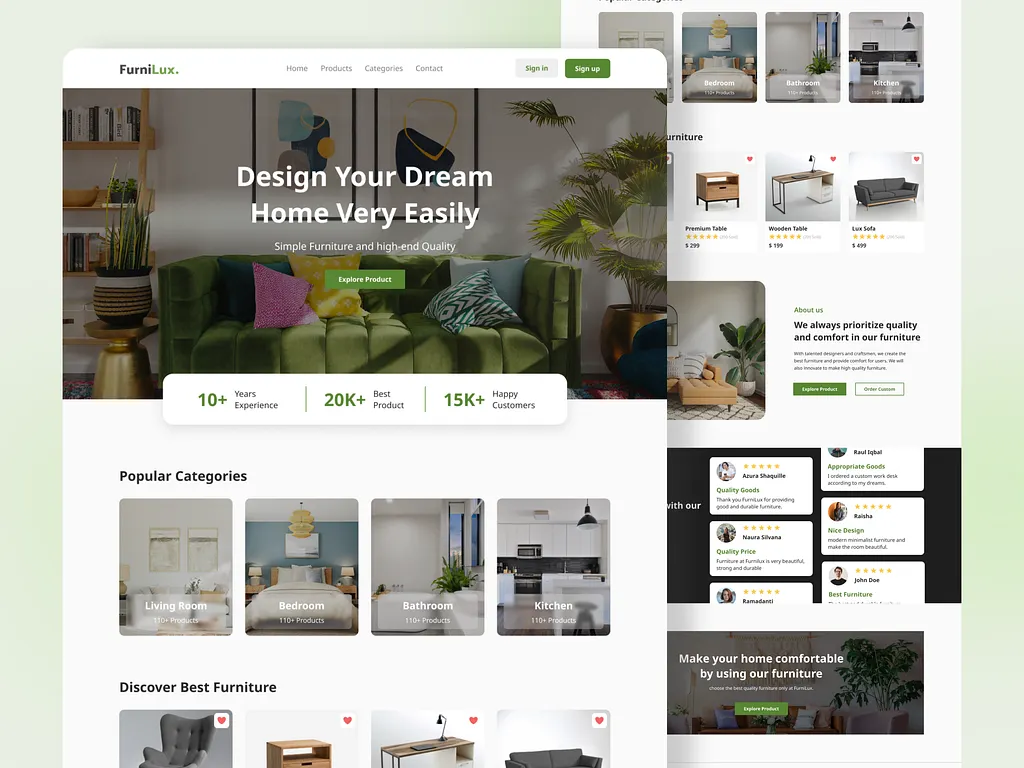 FurniLux.
Home Products Categories Contact
Sign in
Sign up
Design Your Dream
Home Very Easily
Simple Furniture and high-end Quality
Explore Product
10+ Years
Experience
20K+ Best
Product
15K+ Happy
Customers
Popular Categories
Living Room
110+ Products
Bedroom
110+ Products
Bathroom
110+ Products
Kitchen
110+ Products
Discover Best Furniture
Bedroom
110+ Products
Bathroom
110+ Products
Kitchen
110+ Products
Premium Table
$ 299
Wooden Table
$ 199
Lux Sofa
$ 499
About us
We always prioritize quality
and comfort in our furniture
With talented designers and craftsmen, we create the
best furniture and provide comfort for users. We will
also innovate to make high quality furniture.
Explore Product
Order Custom
with our
Azura Shaquille
Quality Goods
Thank you FurniLux for providing
good and durable furniture.
Naura Silvana
Quality Price
Furniture at Furnilux is very beautiful,
strong and durable
Ramadanti
Raul Iqbal
Appropriate Goods
I ordered a custom work desk
according to my dreams.
Raisha
Nice Design
modern minimalist furniture and
make the room beautiful.
John Doe
Best Furniture
Make your home comfortable
by using our furniture
choose the best quality furniture only at FurniLux.
Explore Product